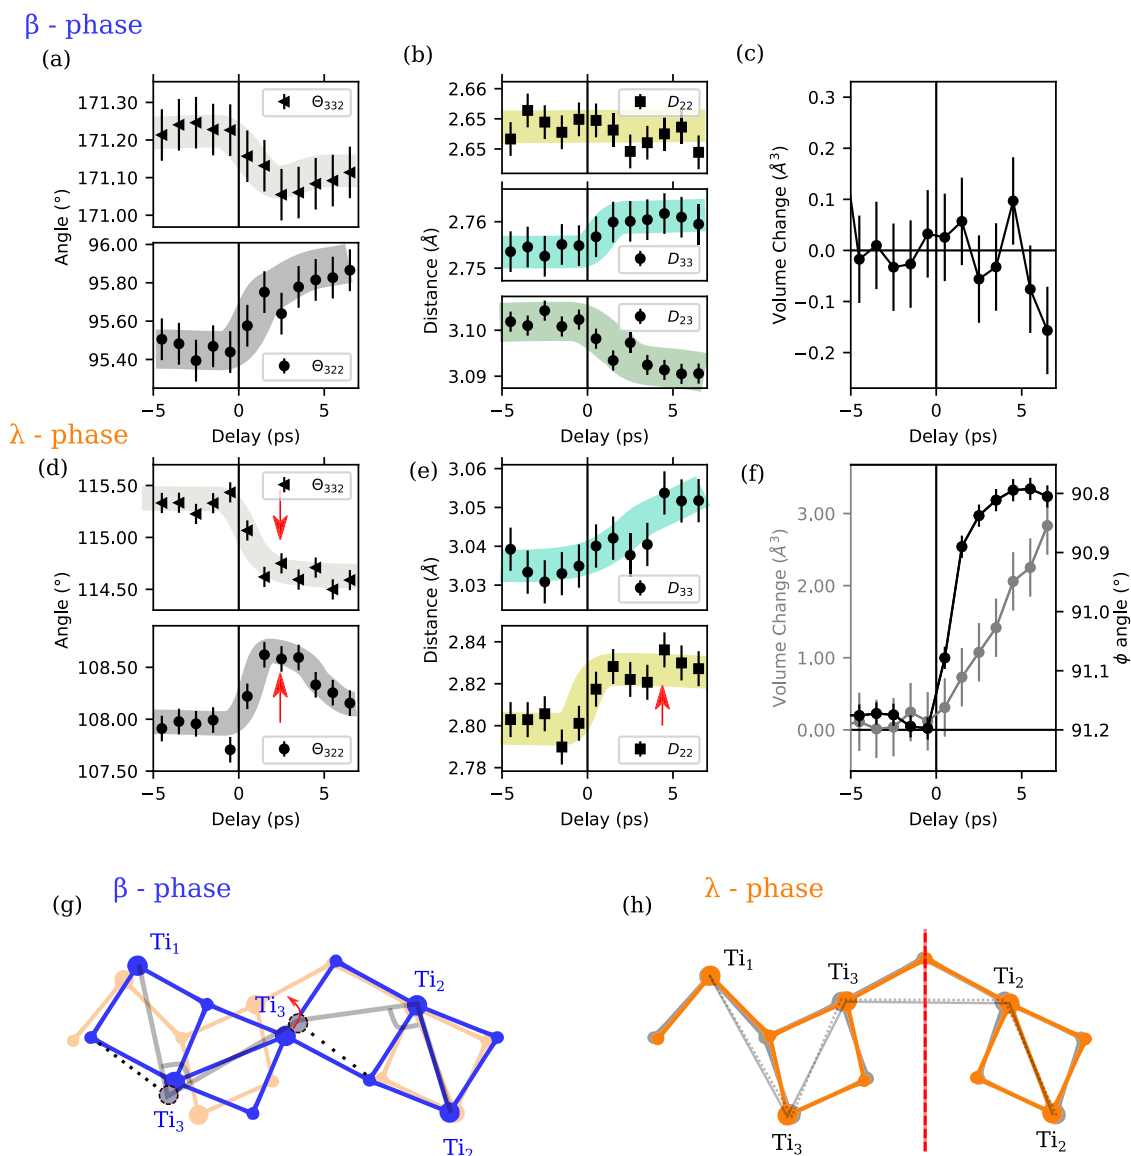 β - phase
(a)
(b)
(c)
171.30
171.20
171.10
171.00
Θ332
96.00
95.80
95.60
95.40
Θ322
Angle (°)
-5
0
5
Delay (ps)
2.66
2.65
2.65
D22
2.76
2.75
D33
3.10
3.09
D23
Distance (Å)
-5
0
5
Delay (ps)
0.3
0.2
0.1
0.0
−0.1
−0.2
Volume Change (Å³)
-5
0
5
Delay (ps)
λ - phase
(d)
(e)
(f)
115.50
115.00
114.50
Θ332
108.50
108.00
107.50
Θ322
Angle (°)
−5
0
5
Delay (ps)
3.06
3.05
3.04
3.03
D33
2.84
2.82
2.80
2.78
D22
Distance (Å)
−5
0
5
Delay (ps)
3.00
2.00
1.00
0.00
Volume Change (Å³)
90.8
90.9
91.0
91.1
91.2
ϕ angle (°)
−5
0
5
Delay (ps)
β - phase
(g)
Ti1
Ti3
Ti2
Ti3
Ti2
λ - phase
(h)
Ti1
Ti3
Ti2
Ti3
Ti2